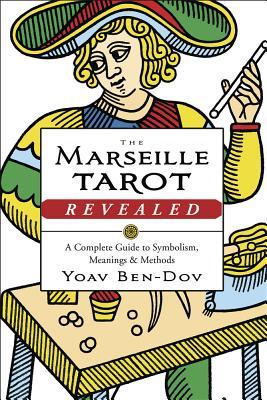 The
Marseille
Tarot
Revealed
A Complete Guide to Symbolism,
Meanings & Methods
Yoav Ben-Dov